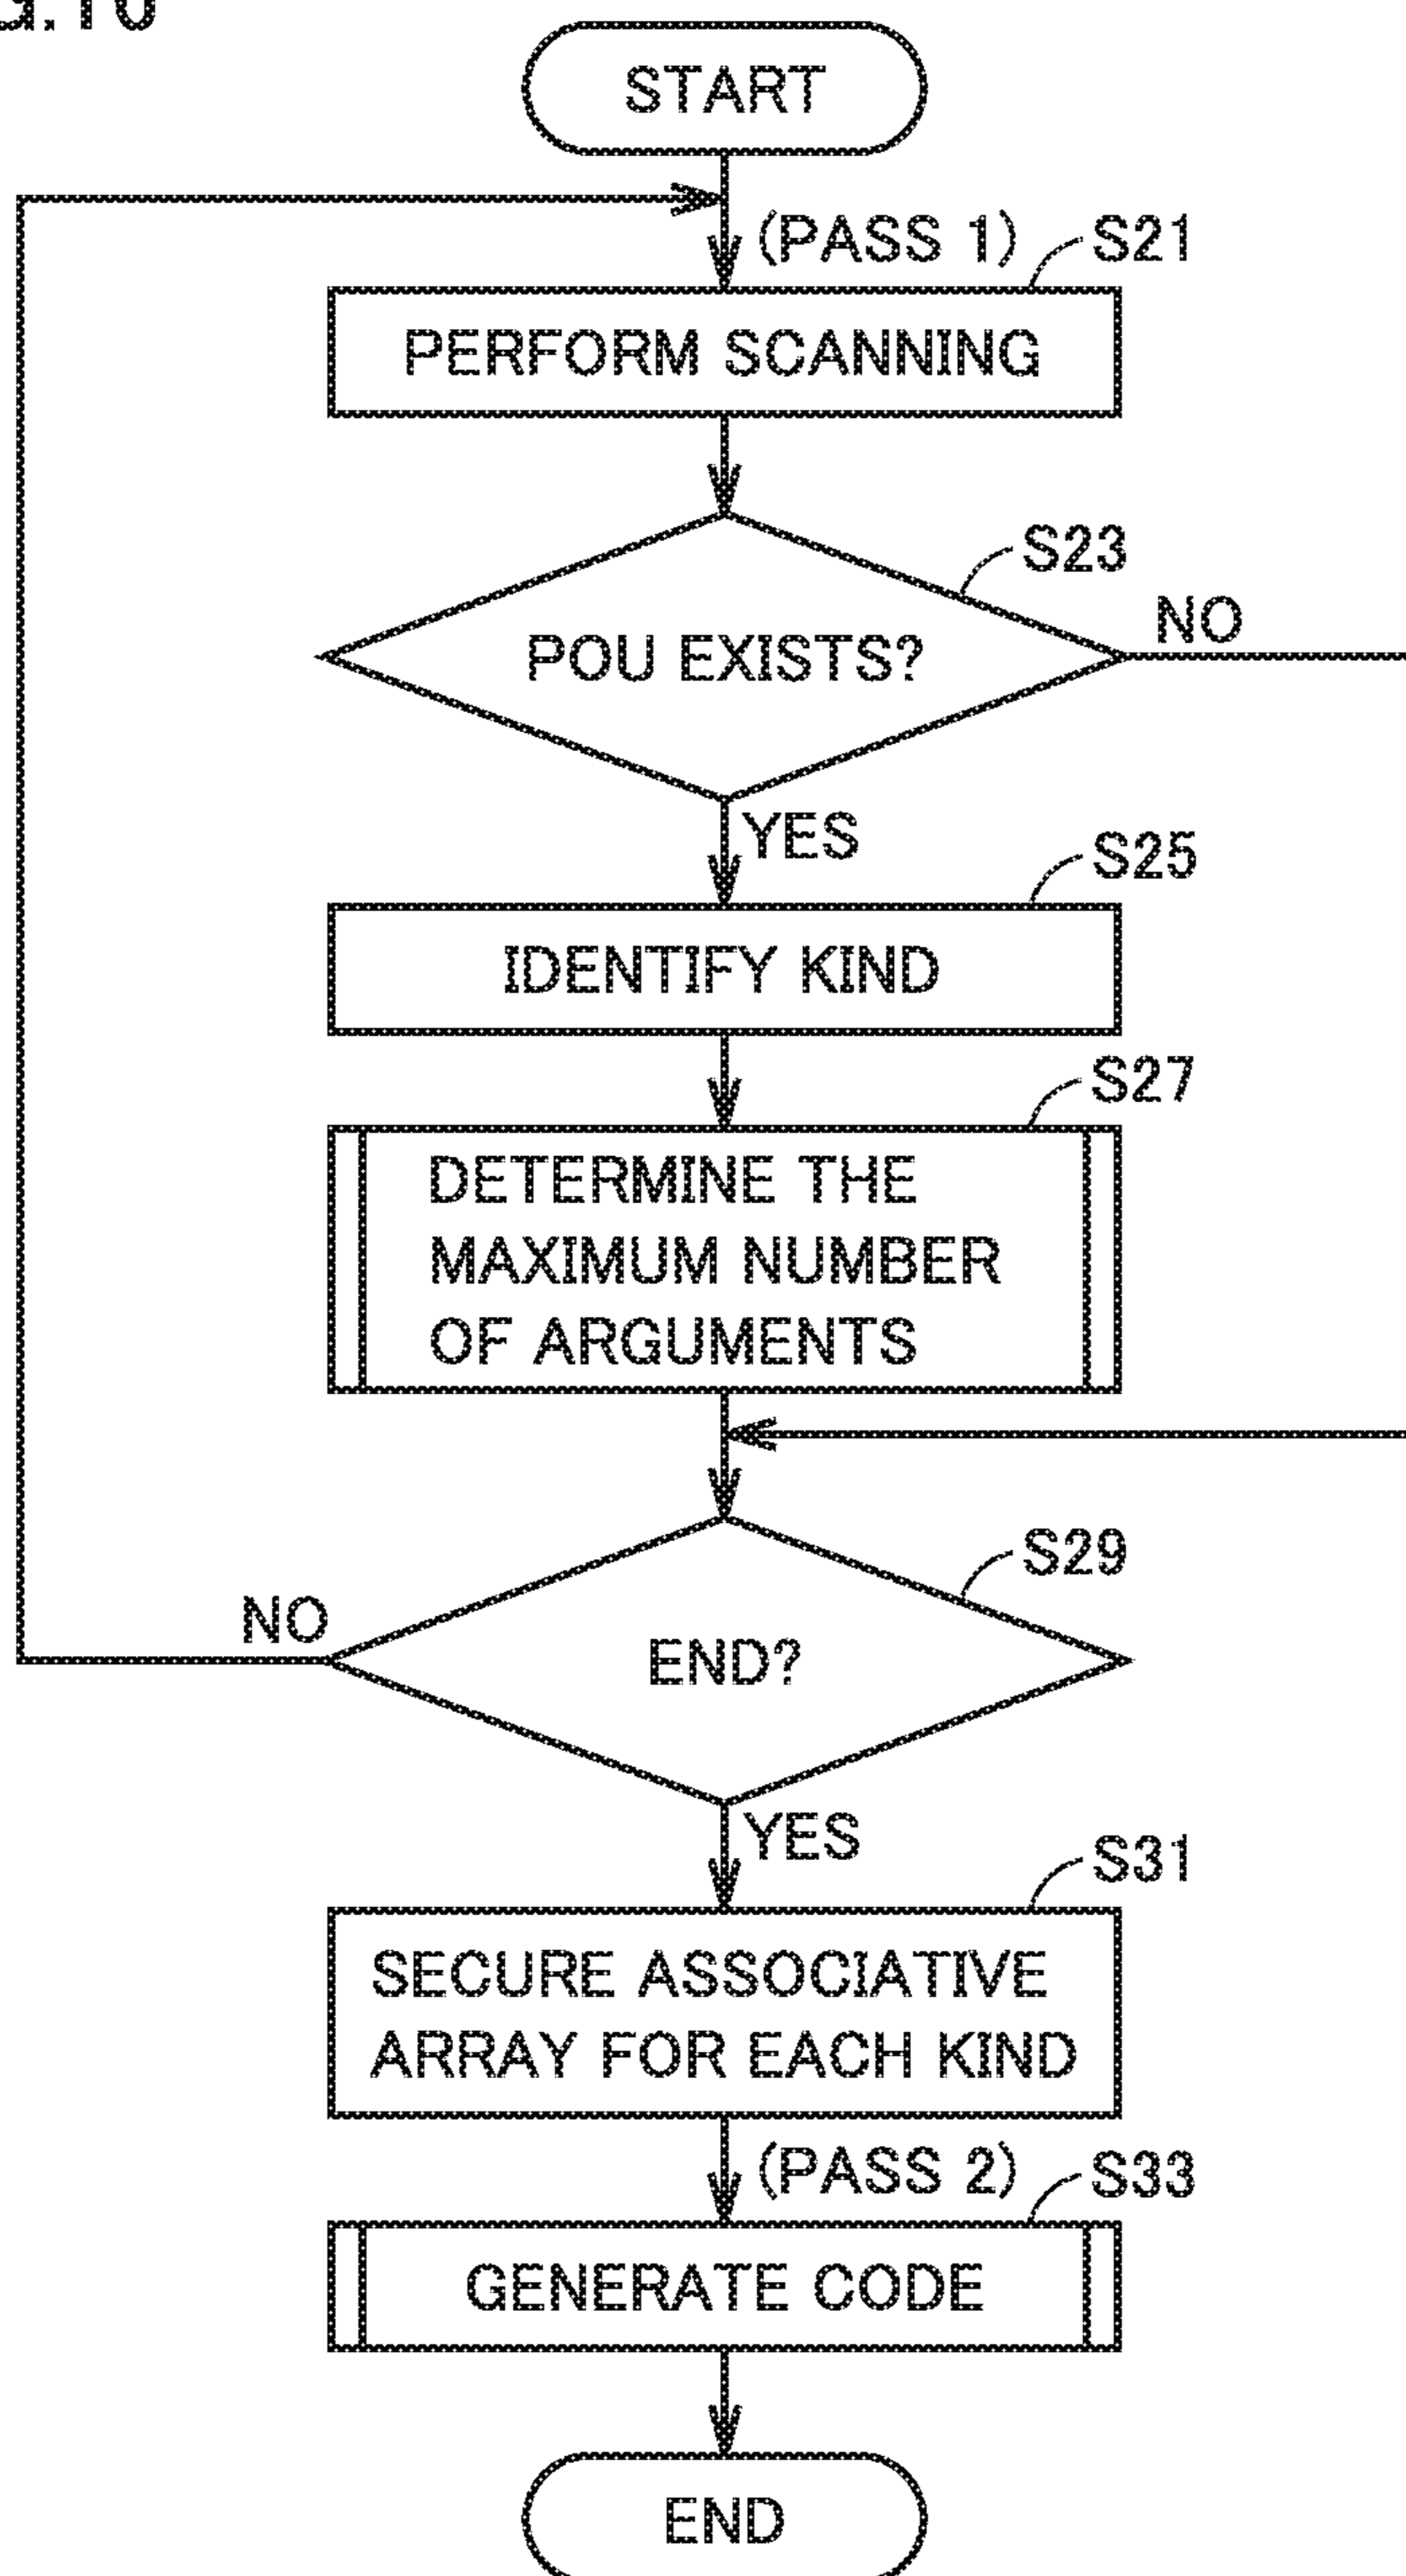 G.10
START
(PASS 1)
S21
PERFORM SCANNING
S23
POU EXISTS?
NO
YES
S25
IDENTIFY KIND
S27
DETERMINE THE
MAXIMUM NUMBER
OF ARGUMENTS
S29
NO
END?
YES
S31
SECURE ASSOCIATIVE
ARRAY FOR EACH KIND
(PASS 2)
S33
GENERATE CODE
END